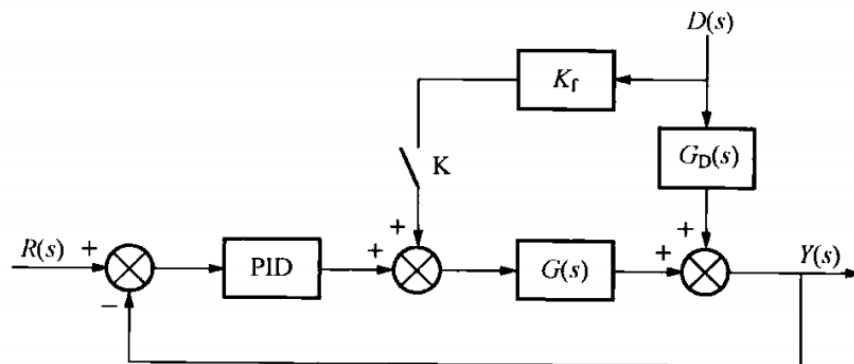 D(s)
K_f
G_D(s)
K
+
+
R(s) + PID + G(s) + Y(s)
−